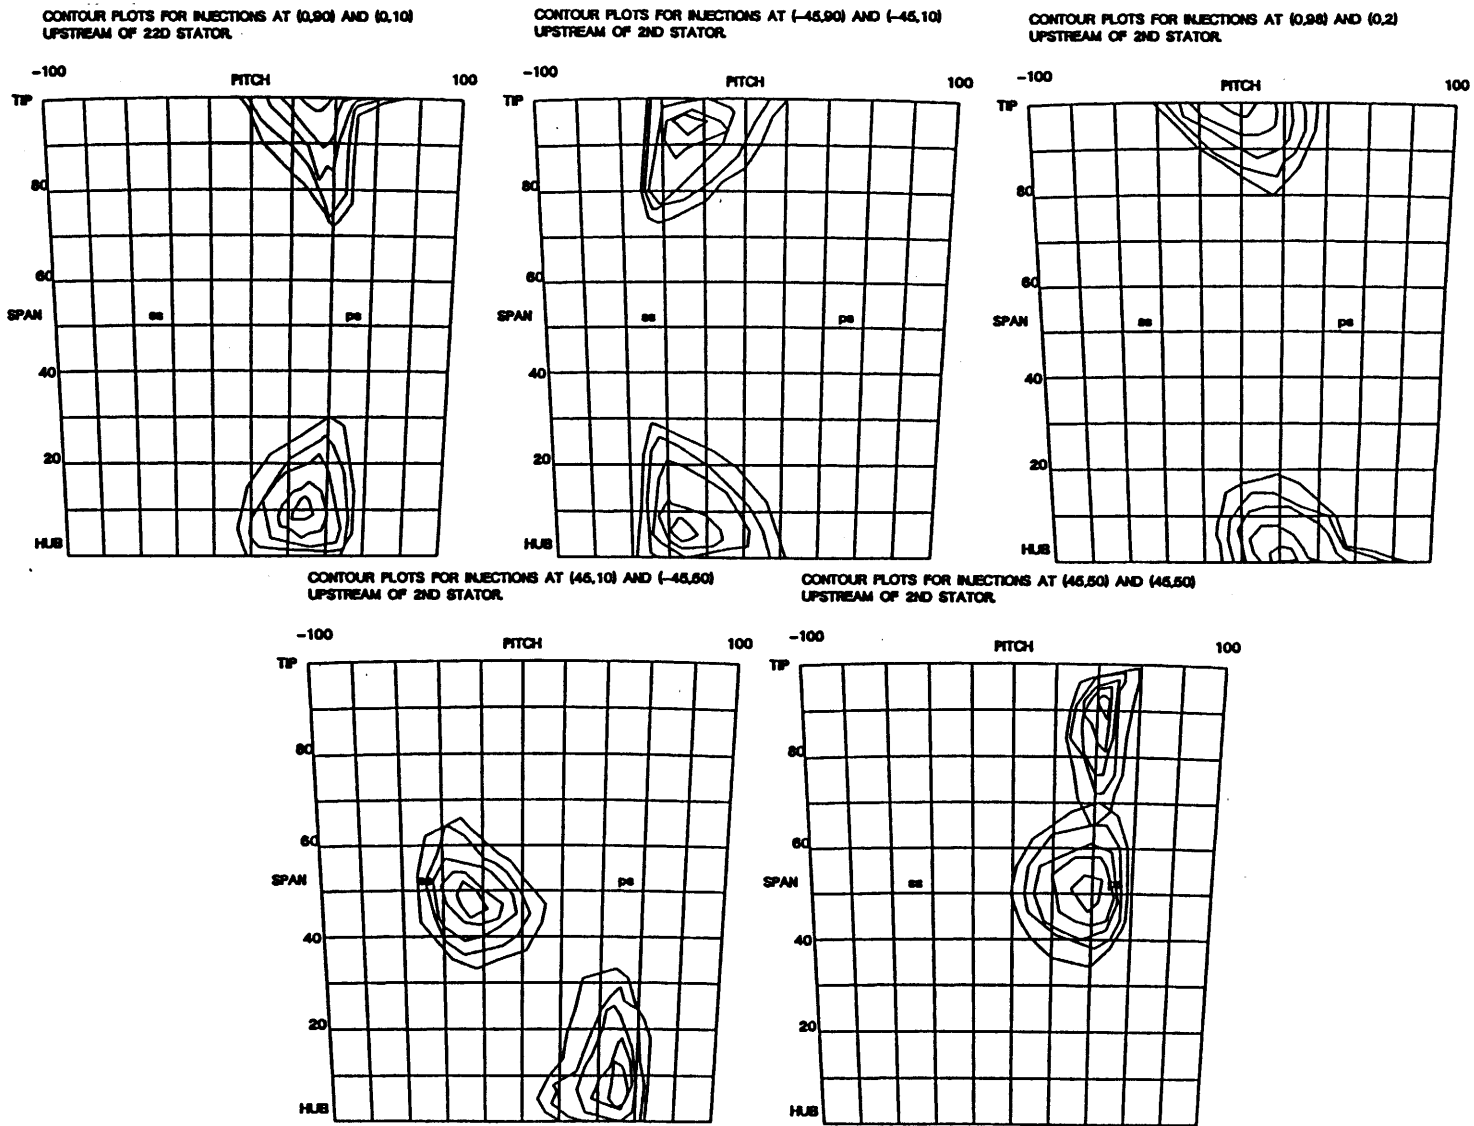 CONTOUR PLOTS FOR INJECTIONS AT (0,90) AND (0,10)
UPSTREAM OF 22D STATOR.
-100
PITCH
100
TIP
80
60
SPAN
ss
ps
40
20
HUB
CONTOUR PLOTS FOR INJECTIONS AT (-45,90) AND (-45,10)
UPSTREAM OF 2ND STATOR.
-100
PITCH
100
TIP
80
60
SPAN
ss
ps
40
20
HUB
CONTOUR PLOTS FOR INJECTIONS AT (0,98) AND (0,2)
UPSTREAM OF 2ND STATOR.
-100
PITCH
100
TIP
80
60
SPAN
ss
ps
40
20
HUB
CONTOUR PLOTS FOR INJECTIONS AT (45,10) AND (-45,50)
UPSTREAM OF 2ND STATOR.
-100
PITCH
100
TIP
80
60
SPAN
ss
ps
40
20
HUB
CONTOUR PLOTS FOR INJECTIONS AT (45,50) AND (45,50)
UPSTREAM OF 2ND STATOR.
-100
PITCH
100
TIP
80
60
SPAN
ss
ps
40
20
HUB